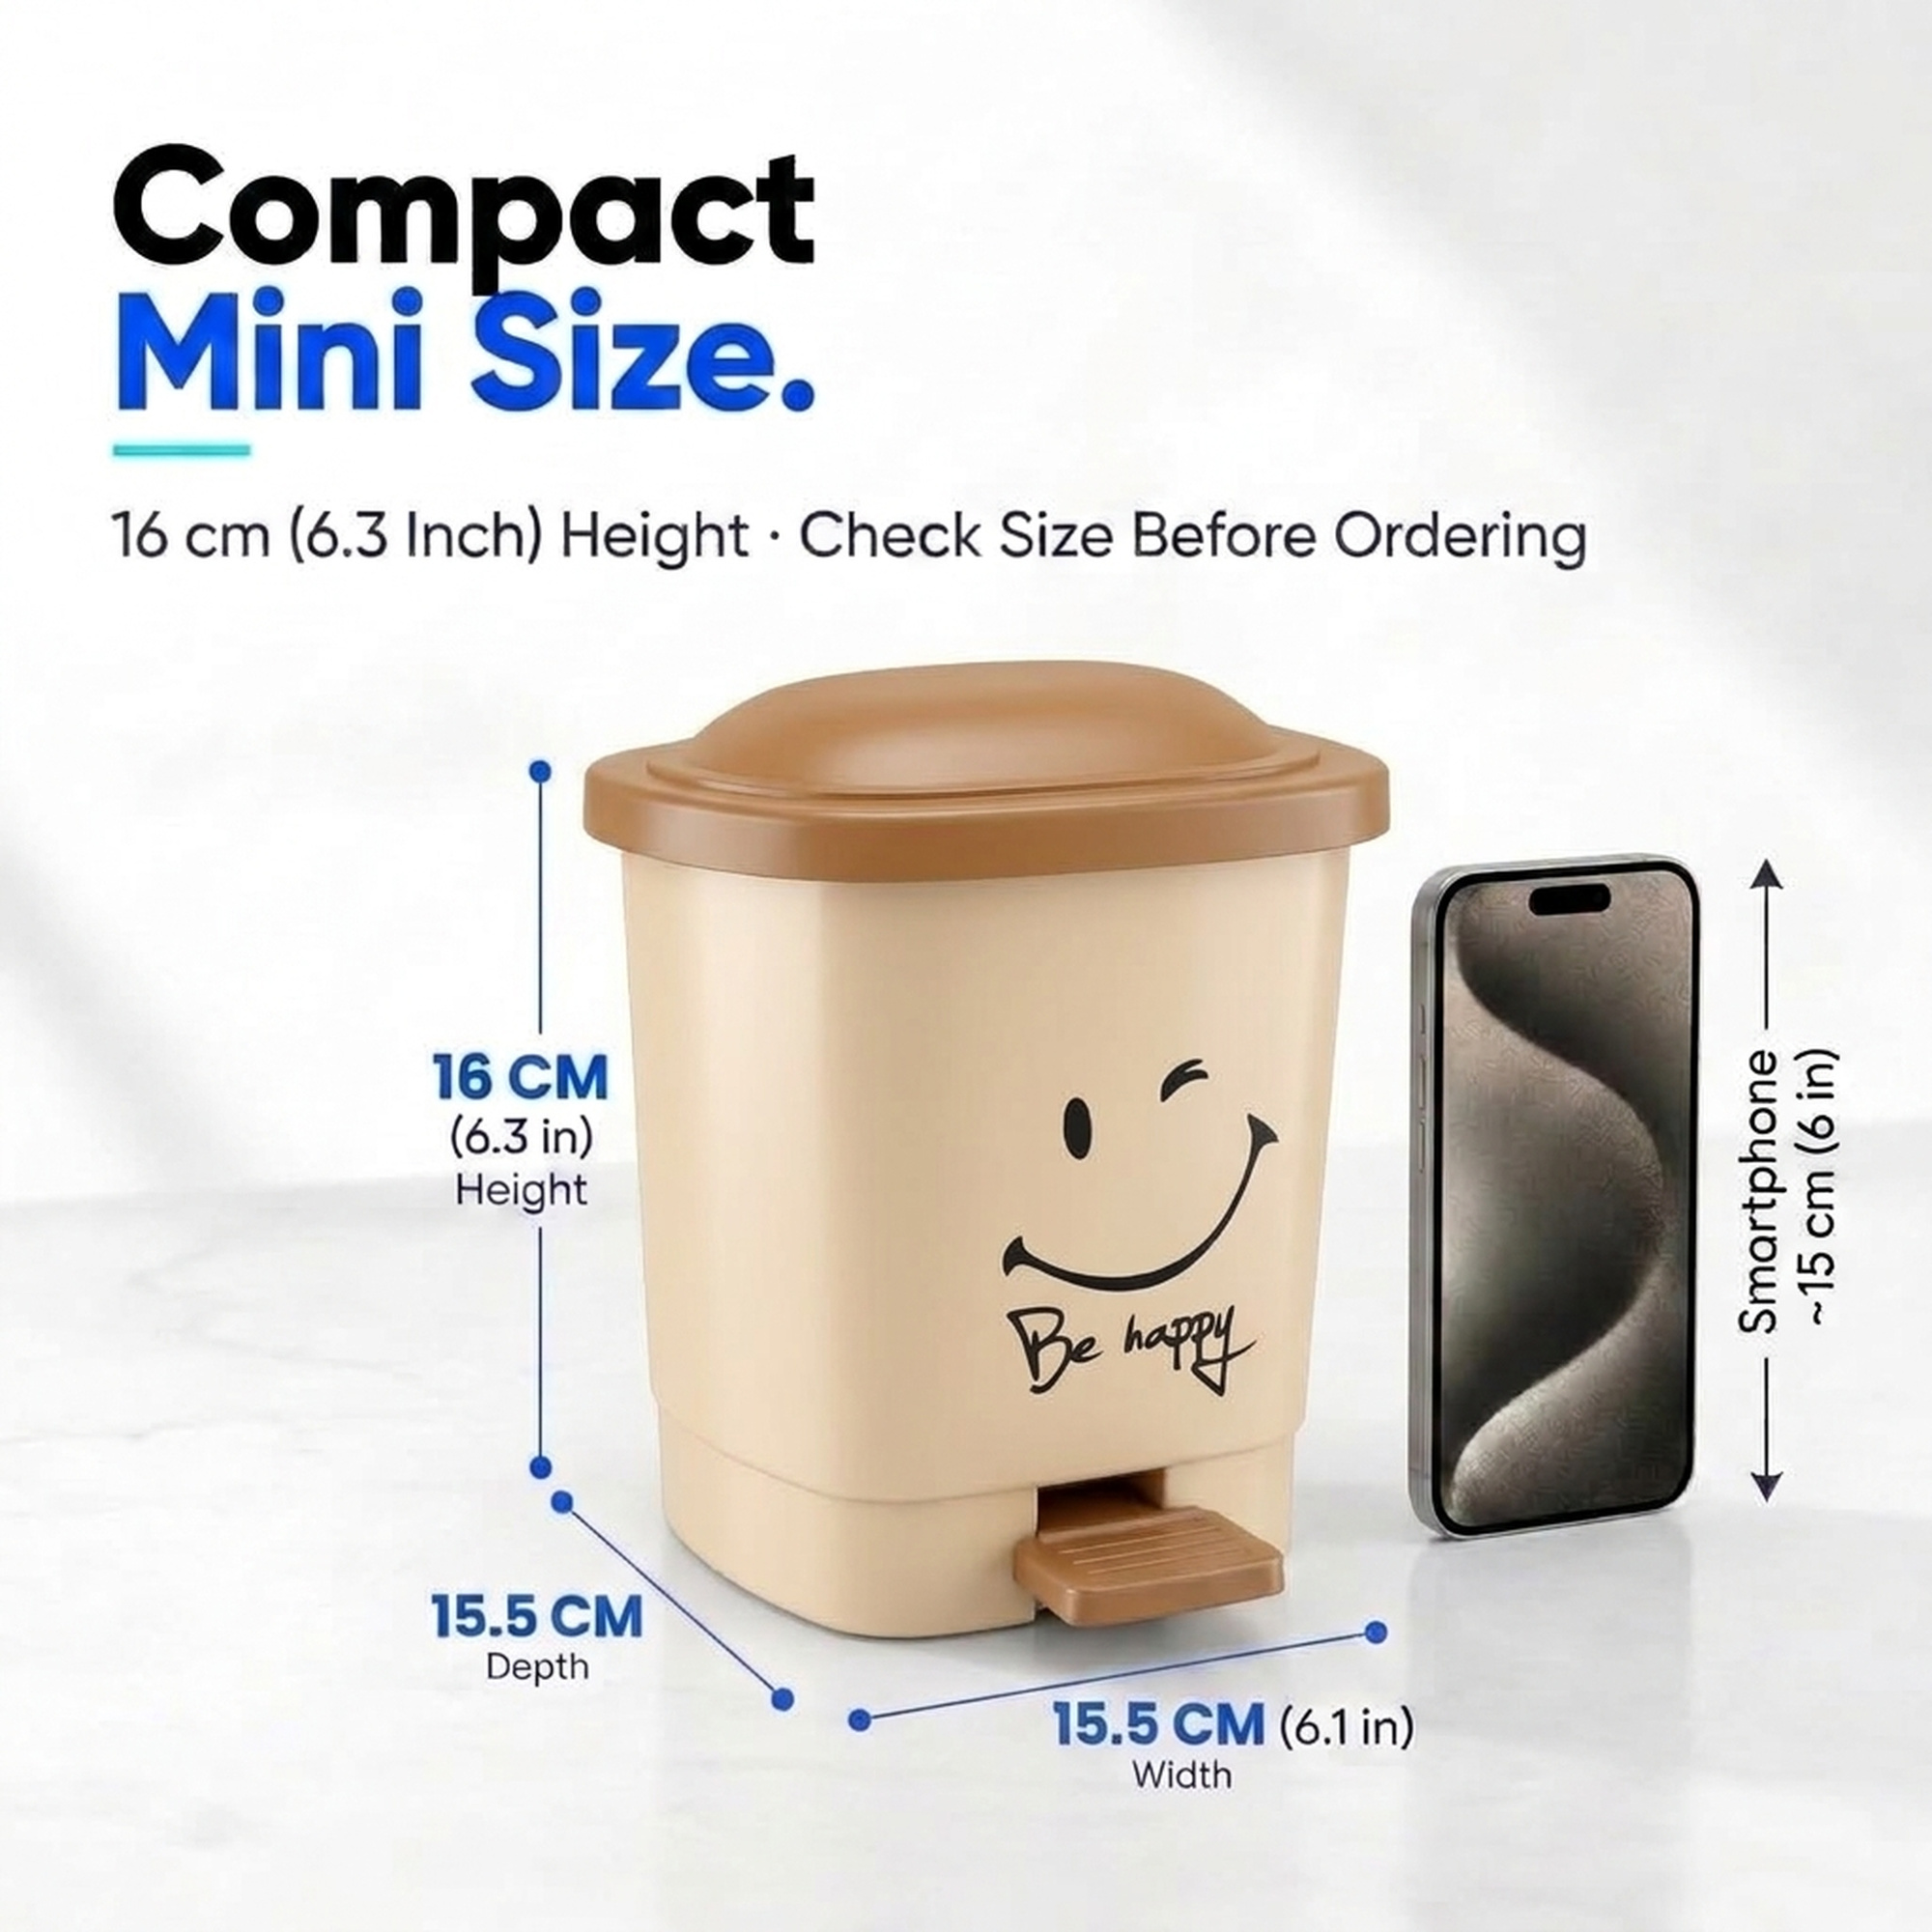 Compact
Mini Size.
16 cm (6.3 Inch) Height · Check Size Before Ordering
16 CM
(6.3 in)
Height
Be happy
Smartphone
~15 cm (6 in)
15.5 CM
Depth
15.5 CM (6.1 in)
Width